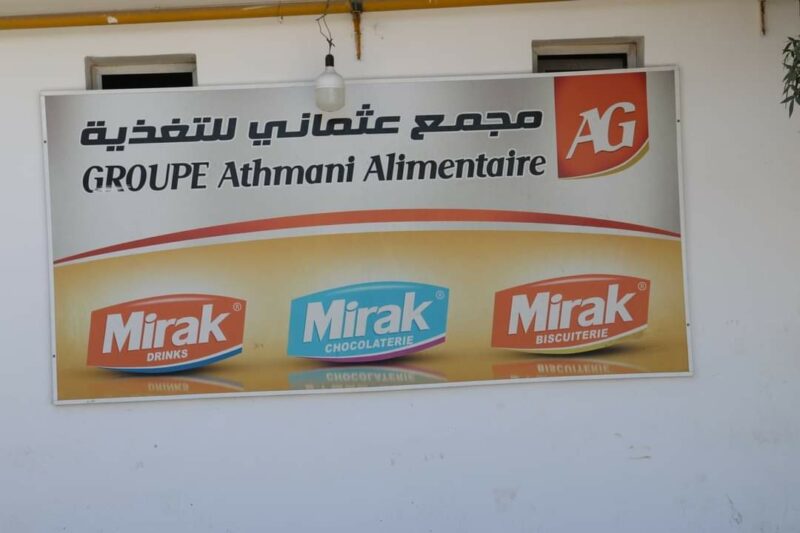 مجمع عثماني للتغذية
GROUPE Athmani Alimentaire
AG
Mirak®
DRINKS
Mirak®
CHOCOLATERIE
Mirak®
BISCUITERIE